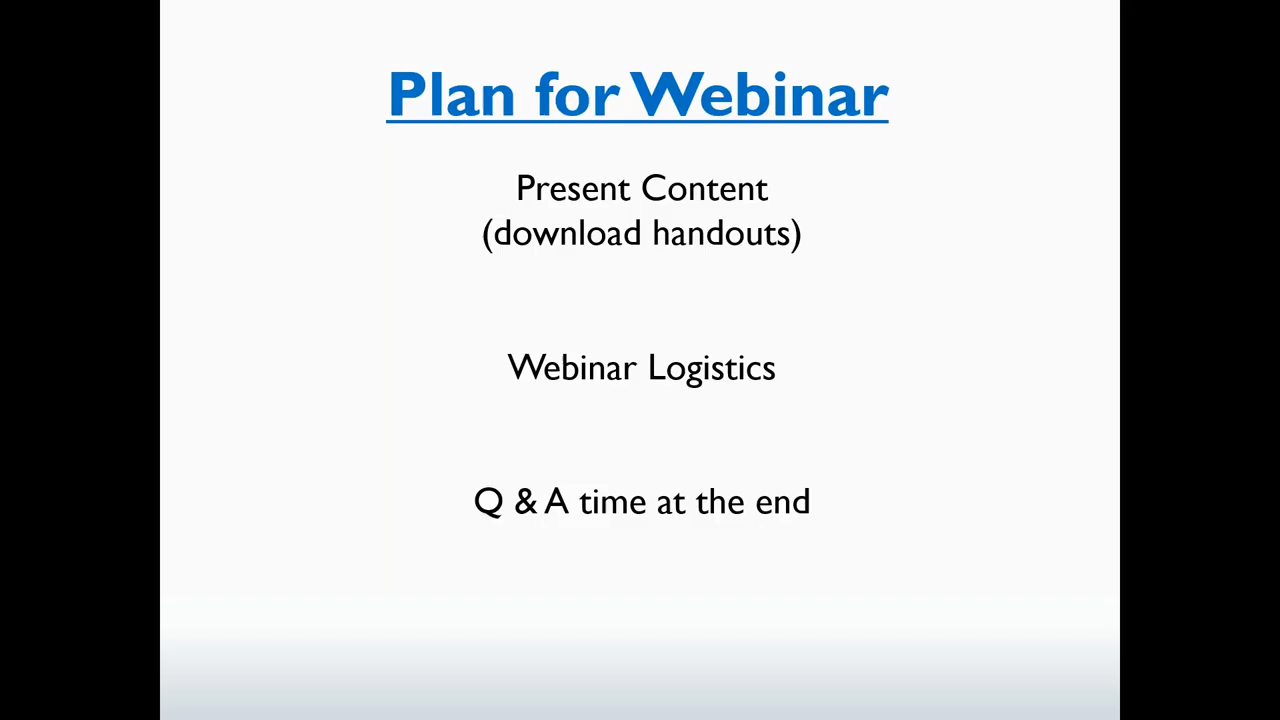 Plan for Webinar
Present Content
(download handouts)
Webinar Logistics
Q & A time at the end